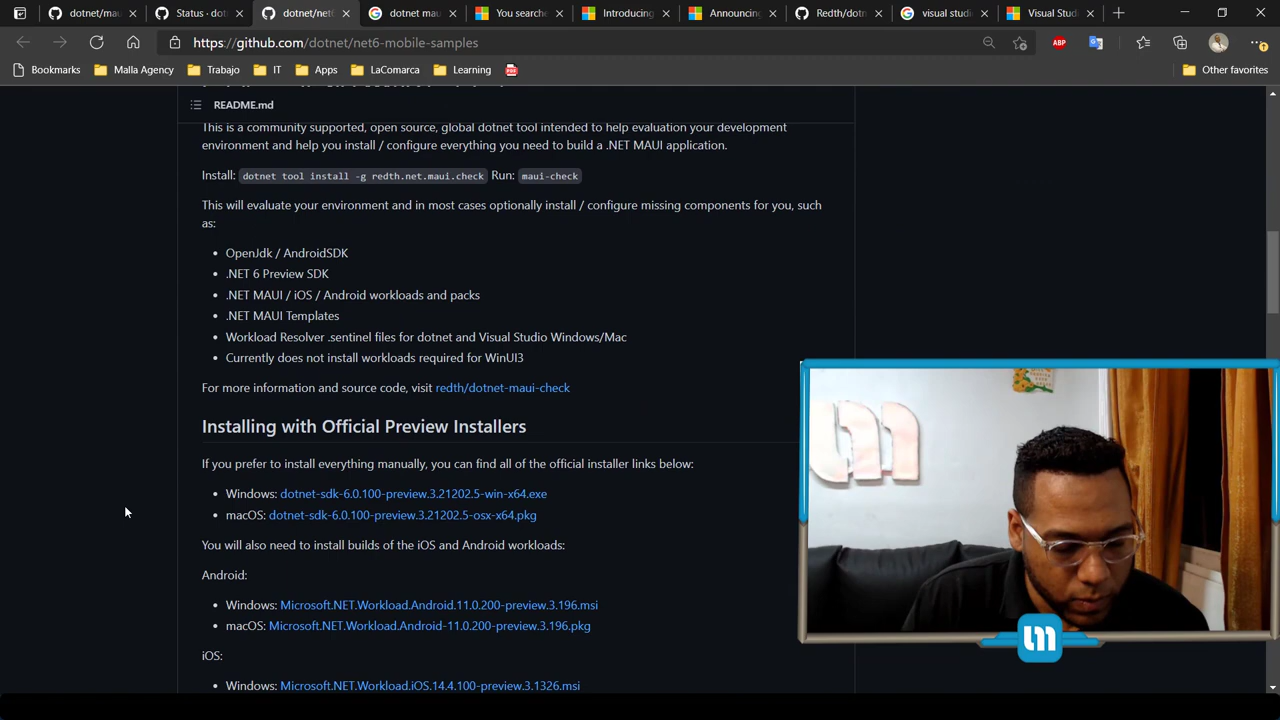 dotnet/mau
Status · dotn
dotnet/net6
dotnet mau
You searche
Introducing
Announcing
Redth/dotn
visual studi
Visual Studi
https://github.com/dotnet/net6-mobile-samples
ABP
Bookmarks
Malla Agency
Trabajo
IT
Apps
LaComarca
Learning
PDF
Other favorites
README.md
This is a community supported, open source, global dotnet tool intended to help evaluation your development
environment and help you install / configure everything you need to build a .NET MAUI application.
Install: dotnet tool install -g redth.net.maui.check Run: maui-check
This will evaluate your environment and in most cases optionally install / configure missing components for you, such
as:
• OpenJdk / AndroidSDK
• .NET 6 Preview SDK
• .NET MAUI / iOS / Android workloads and packs
• .NET MAUI Templates
• Workload Resolver .sentinel files for dotnet and Visual Studio Windows/Mac
• Currently does not install workloads required for WinUI3
For more information and source code, visit redth/dotnet-maui-check
Installing with Official Preview Installers
If you prefer to install everything manually, you can find all of the official installer links below:
• Windows: dotnet-sdk-6.0.100-preview.3.21202.5-win-x64.exe
• macOS: dotnet-sdk-6.0.100-preview.3.21202.5-osx-x64.pkg
You will also need to install builds of the iOS and Android workloads:
Android:
• Windows: Microsoft.NET.Workload.Android.11.0.200-preview.3.196.msi
• macOS: Microsoft.NET.Workload.Android-11.0.200-preview.3.196.pkg
iOS:
• Windows: Microsoft.NET.Workload.iOS.14.4.100-preview.3.1326.msi